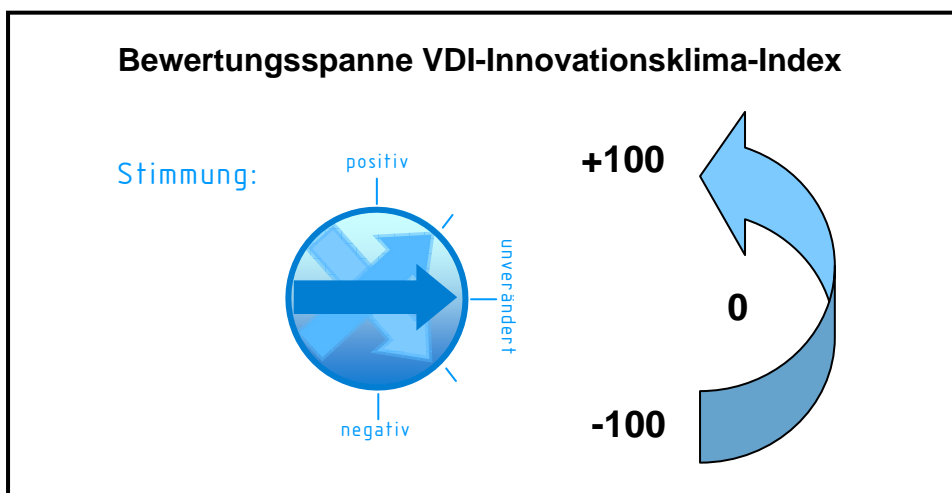 Bewertungsspanne VDI-Innovationsklima-Index
Stimmung:
positiv
unverändert
negativ
+100
0
-100